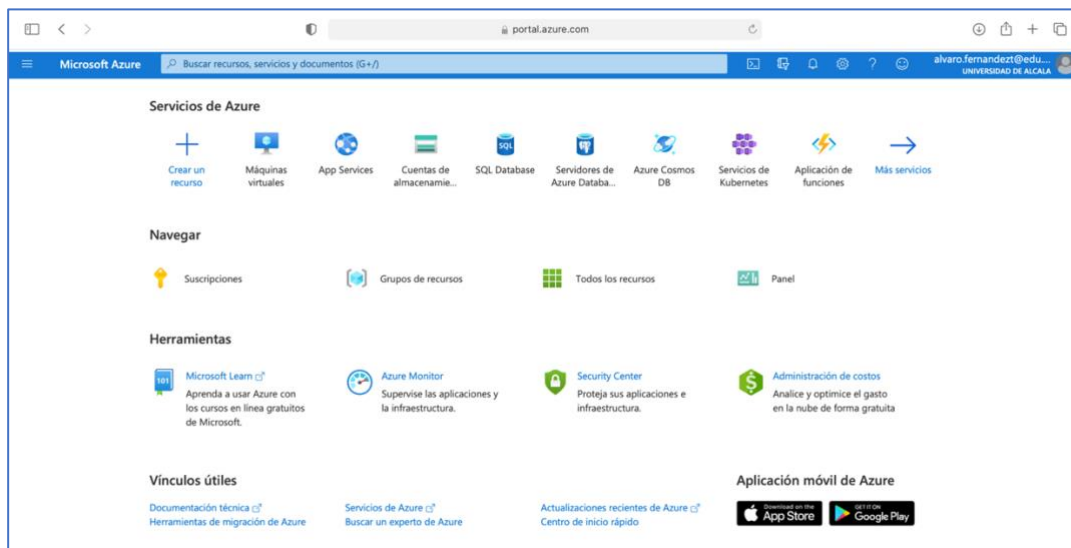 portal.azure.com
Microsoft Azure
Buscar recursos, servicios y documentos (G+/)
alvaro.fernandezt@edu....
UNIVERSIDAD DE ALCALA
Servicios de Azure
Crear un
recurso
Máquinas
virtuales
App Services
Cuentas de
almacenamie...
SQL
SQL Database
Servidores de
Azure Databa...
Azure Cosmos
DB
Servicios de
Kubernetes
Aplicación de
funciones
Más servicios
Navegar
Suscripciones
Grupos de recursos
Todos los recursos
Panel
Herramientas
101
Microsoft Learn
Aprenda a usar Azure con
los cursos en línea gratuitos
de Microsoft.
Azure Monitor
Supervise las aplicaciones y
la infraestructura.
Security Center
Proteja sus aplicaciones e
infraestructura.
Administración de costos
Analice y optimice el gasto
en la nube de forma gratuita
Vínculos útiles
Documentación técnica
Herramientas de migración de Azure
Servicios de Azure
Buscar un experto de Azure
Actualizaciones recientes de Azure
Centro de inicio rápido
Aplicación móvil de Azure
Download on the
App Store
GET IT ON
Google Play